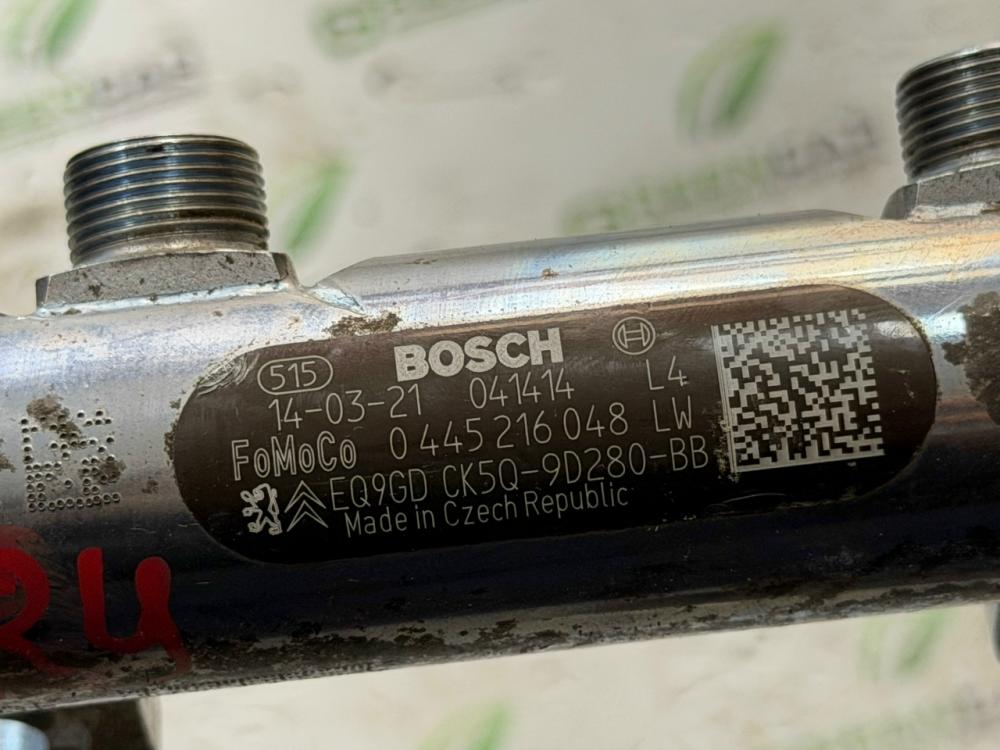 BOSCH
515
14-03-21 041414 L4
FoMoCo 0 445 216 048 LW
EQ9GD CK5Q-9D280-BB
Made in Czech Republic